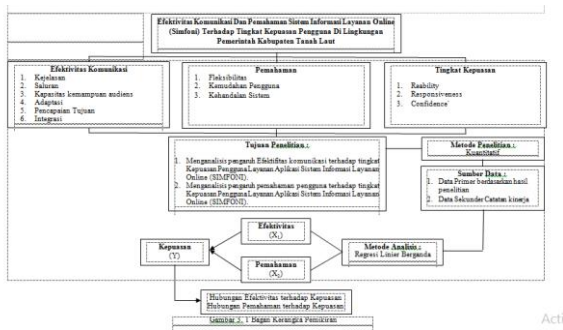 Efektivitas Komunikasi Dan Pemahaman Sistem Informasi Layanan Online
(Simfoni) Terhadap Tingkat Kepuasan Pengguna Di Lingkungan
Pemerintah Kabupaten Tanah Laut
Efektivitas Komunikasi
1. Kejelasan
2. Saluran
3. Kapasitas kemampuan audiens
4. Adaptasi
5. Pencapaian Tujuan
6. Integrasi
Pemahaman
1. Fleksibilitas
2. Kemudahan Pengguna
3. Kehandalan Sistem
Tingkat Kepuasan
1. Reability
2. Responsiveness
3. Confidence
Tujuan Penelitian :
1. Menganalisis pengaruh Efektifitas komunikasi terhadap tingkat
Kepuasan Pengguna Layanan Aplikasi Sistem Informasi Layanan
Online (SIMFONI).
2. Menganalisis pengaruh pemahaman pengguna terhadap tingkat
Kepuasan Pengguna Layanan Aplikasi Sistem Informasi Layanan
Online (SIMFONI).
Metode Penelitian :
Kuantitatif
Sumber Data :
1. Data Primer berdasarkan hasil
penelitian
2. Data Sekunder Catatan kinerja
Efektivitas
(X1)
Kepuasan
(Y)
Pemahaman
(X2)
Metode Analisis :
Regresi Linier Berganda
Hubungan Efektivitas terhadap Kepuasan
Hubungan Pemahaman terhadap Kepuasan
Gambar 3. 1 Bagan Kerangka Pemikiran
Acti